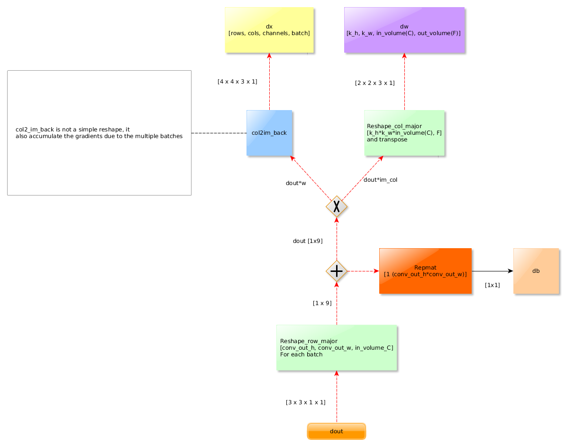 dx
[rows, cols, channels, batch]
dw
[k_h, k_w, in_volume(C), out_volume(F)]
[4 x 4 x 3 x 1]
[2 x 2 x 3 x 1]
col2_im_back is not a simple reshape, it
also accumulate the gradients due to the multiple batches
col2im_back
Reshape_col_major
[k_h*k_w*in_volume(C), F]
and transpose
dout*w
dout*im_col
X
dout [1x9]
+
Repmat
[1 (conv_out_h*conv_out_w)]
db
[1x1]
[1 x 9]
Reshape_row_major
[conv_out_h, conv_out_w, in_volume_C]
For each batch
[3 x 3 x 1 x 1]
dout